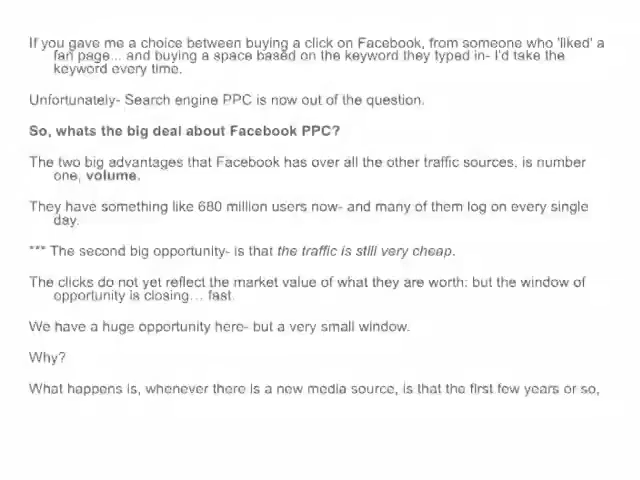 If you gave me a choice between buying a click on Facebook, from someone who 'liked' a
fan page... and buying a space based on the keyword they typed in- I'd take the
keyword every time.
Unfortunately- Search engine PPC is now out of the question.
So, whats the big deal about Facebook PPC?
The two big advantages that Facebook has over all the other traffic sources, is number
one, volume.
They have something like 680 million users now- and many of them log on every single
day.
*** The second big opportunity- is that the traffic is still very cheap.
The clicks do not yet reflect the market value of what they are worth: but the window of
opportunity is closing... fast.
We have a huge opportunity here- but a very small window.
Why?
What happens is, whenever there is a new media source, is that the first few years or so,